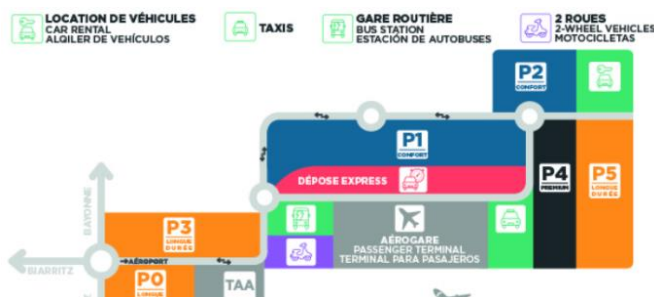 LOCATION DE VÉHICULES
CAR RENTAL
ALQILER DE VEHÍCULOS
TAXIS
GARE ROUTIÈRE
BUS STATION
ESTACIÓN DE AUTOBUSES
2 ROUES
2-WHEEL VEHICLES
MOTOCICLETAS
P2
CONFORT
P1
CONFORT
DÉPOSE EXPRESS
P4
PREMIUM
P5
LONGUE
DURÉE
BAYONNE
P3
LONGUE
DURÉE
AÉROGARE
PASSENGER TERMINAL
TERMINAL PARA PASAJEROS
AÉROPORT
BIARRITZ
P0
LONGUE
TAA